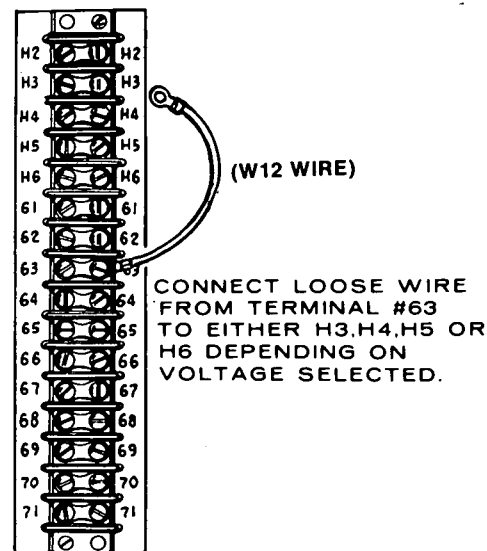 H2 H2
H3 H3
H4 H4
H5 H5
H6 H6
(W12 WIRE)
61 61
62 62
63 63
CONNECT LOOSE WIRE
FROM TERMINAL #63
TO EITHER H3,H4,H5 OR
H6 DEPENDING ON
VOLTAGE SELECTED.
64 64
65 65
66 66
67 67
68 68
69 69
70 70
71 71